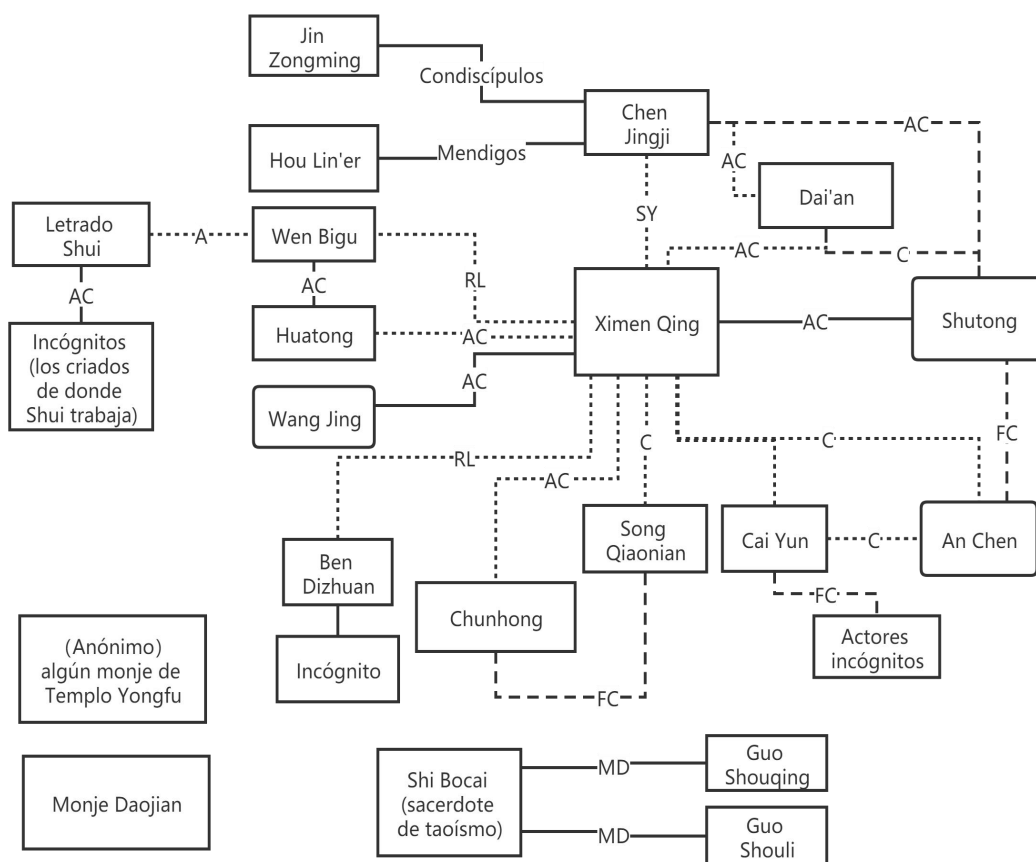 Jin
Zongming
Condiscípulos
Chen
Jingji
AC
Hou Lin'er
Mendigos
AC
Dai'an
Letrado
Shui
A
Wen Bigu
SY
AC
C
AC
AC
RL
Incógnitos
(los criados
de donde
Shui trabaja)
Huatong
AC
Ximen Qing
AC
Shutong
Wang Jing
AC
RL
AC
C
C
FC
Ben
Dizhuan
Song
Qiaonian
Cai Yun
C
An Chen
Chunhong
FC
Actores
incógnitos
Incógnito
FC
(Anónimo)
algún monje de
Templo Yongfu
Monje Daojian
Shi Bocai
(sacerdote
de taoísmo)
MD
Guo
Shouqing
MD
Guo
Shouli